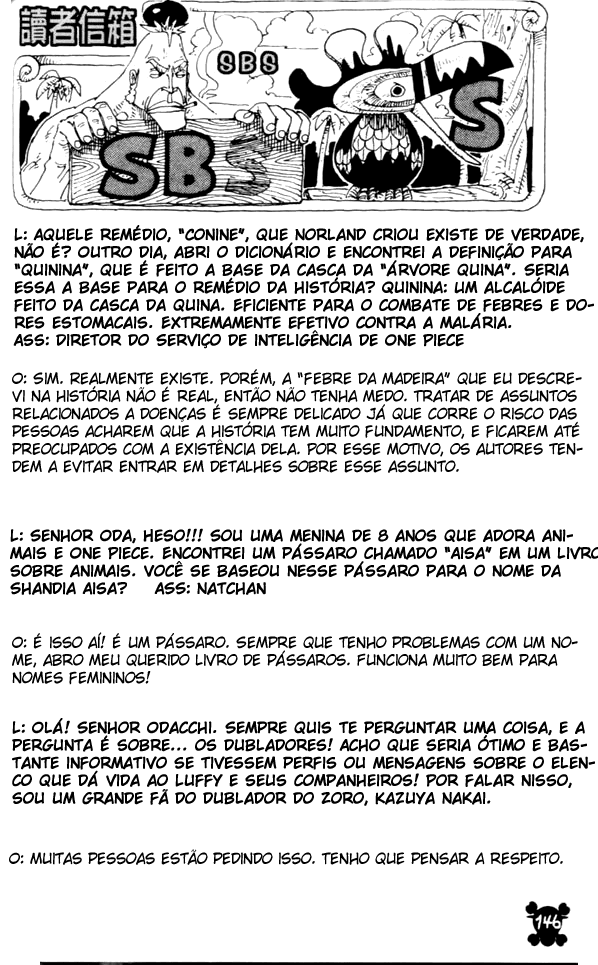 讀者信箱
SBS
SBS
S
L: AQUELE REMÉDIO, "CONINE", QUE NORLAND CRIOU EXISTE DE VERDADE,
NÃO É? OUTRO DIA, ABRI O DICIONÁRIO E ENCONTREI A DEFINIÇÃO PARA
"QUININA", QUE É FEITO A BASE DA CASCA DA "ÁRVORE QUINA". SERIA
ESSA A BASE PARA O REMÉDIO DA HISTÓRIA? QUININA: UM ALCALÓIDE
FEITO DA CASCA DA QUINA. EFICIENTE PARA O COMBATE DE FEBRES E DO-
RES ESTOMACAIS. EXTREMAMENTE EFETIVO CONTRA A MALÁRIA.
ASS: DIRETOR DO SERVIÇO DE INTELIGÊNCIA DE ONE PIECE
O: SIM. REALMENTE EXISTE. PORÉM, A "FEBRE DA MADEIRA" QUE EU DESCRE-
VI NA HISTÓRIA NÃO É REAL, ENTÃO NÃO TENHA MEDO. TRATAR DE ASSUNTOS
RELACIONADOS A DOENÇAS É SEMPRE DELICADO JÁ QUE CORRE O RISCO DAS
PESSOAS ACHAREM QUE A HISTÓRIA TEM MUITO FUNDAMENTO, E FICAREM ATÉ
PREOCUPADOS COM A EXISTÊNCIA DELA. POR ESSE MOTIVO, OS AUTORES TEN-
DEM A EVITAR ENTRAR EM DETALHES SOBRE ESSE ASSUNTO.
L: SENHOR ODA, HESO!!! SOU UMA MENINA DE 8 ANOS QUE ADORA ANI-
MAIS E ONE PIECE. ENCONTREI UM PÁSSARO CHAMADO "AISA" EM UM LIVRO
SOBRE ANIMAIS. VOCÊ SE BASEOU NESSE PÁSSARO PARA O NOME DA
SHANDIA AISA? ASS: NATCHAN
O: É ISSO AÍ! É UM PÁSSARO. SEMPRE QUE TENHO PROBLEMAS COM UM NO-
ME, ABRO MEU QUERIDO LIVRO DE PÁSSAROS. FUNCIONA MUITO BEM PARA
NOMES FEMININOS!
L: OLÁ! SENHOR ODACCHI. SEMPRE QUIS TE PERGUNTAR UMA COISA, E A
PERGUNTA É SOBRE... OS DUBLADORES! ACHO QUE SERIA ÓTIMO E BAS-
TANTE INFORMATIVO SE TIVESSEM PERFIS OU MENSAGENS SOBRE O ELEN-
CO QUE DÁ VIDA AO LUFFY E SEUS COMPANHEIROS! POR FALAR NISSO,
SOU UM GRANDE FÃ DO DUBLADOR DO ZORO, KAZUYA NAKAI.
O: MUITAS PESSOAS ESTÃO PEDINDO ISSO. TENHO QUE PENSAR A RESPEITO.
146